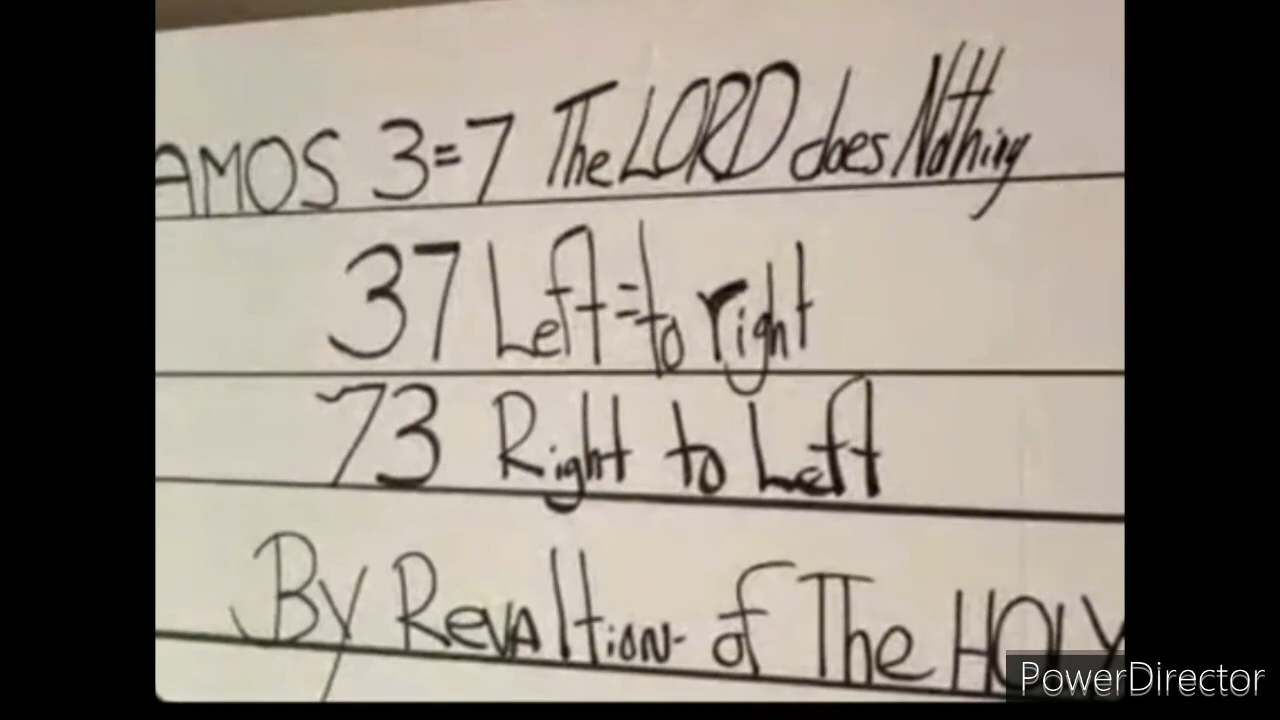 AMOS 3=7 The LORD does Nothing
37 Left=to right
73 Right to Left
By Revaltion- of The HOLY
PowerDirector